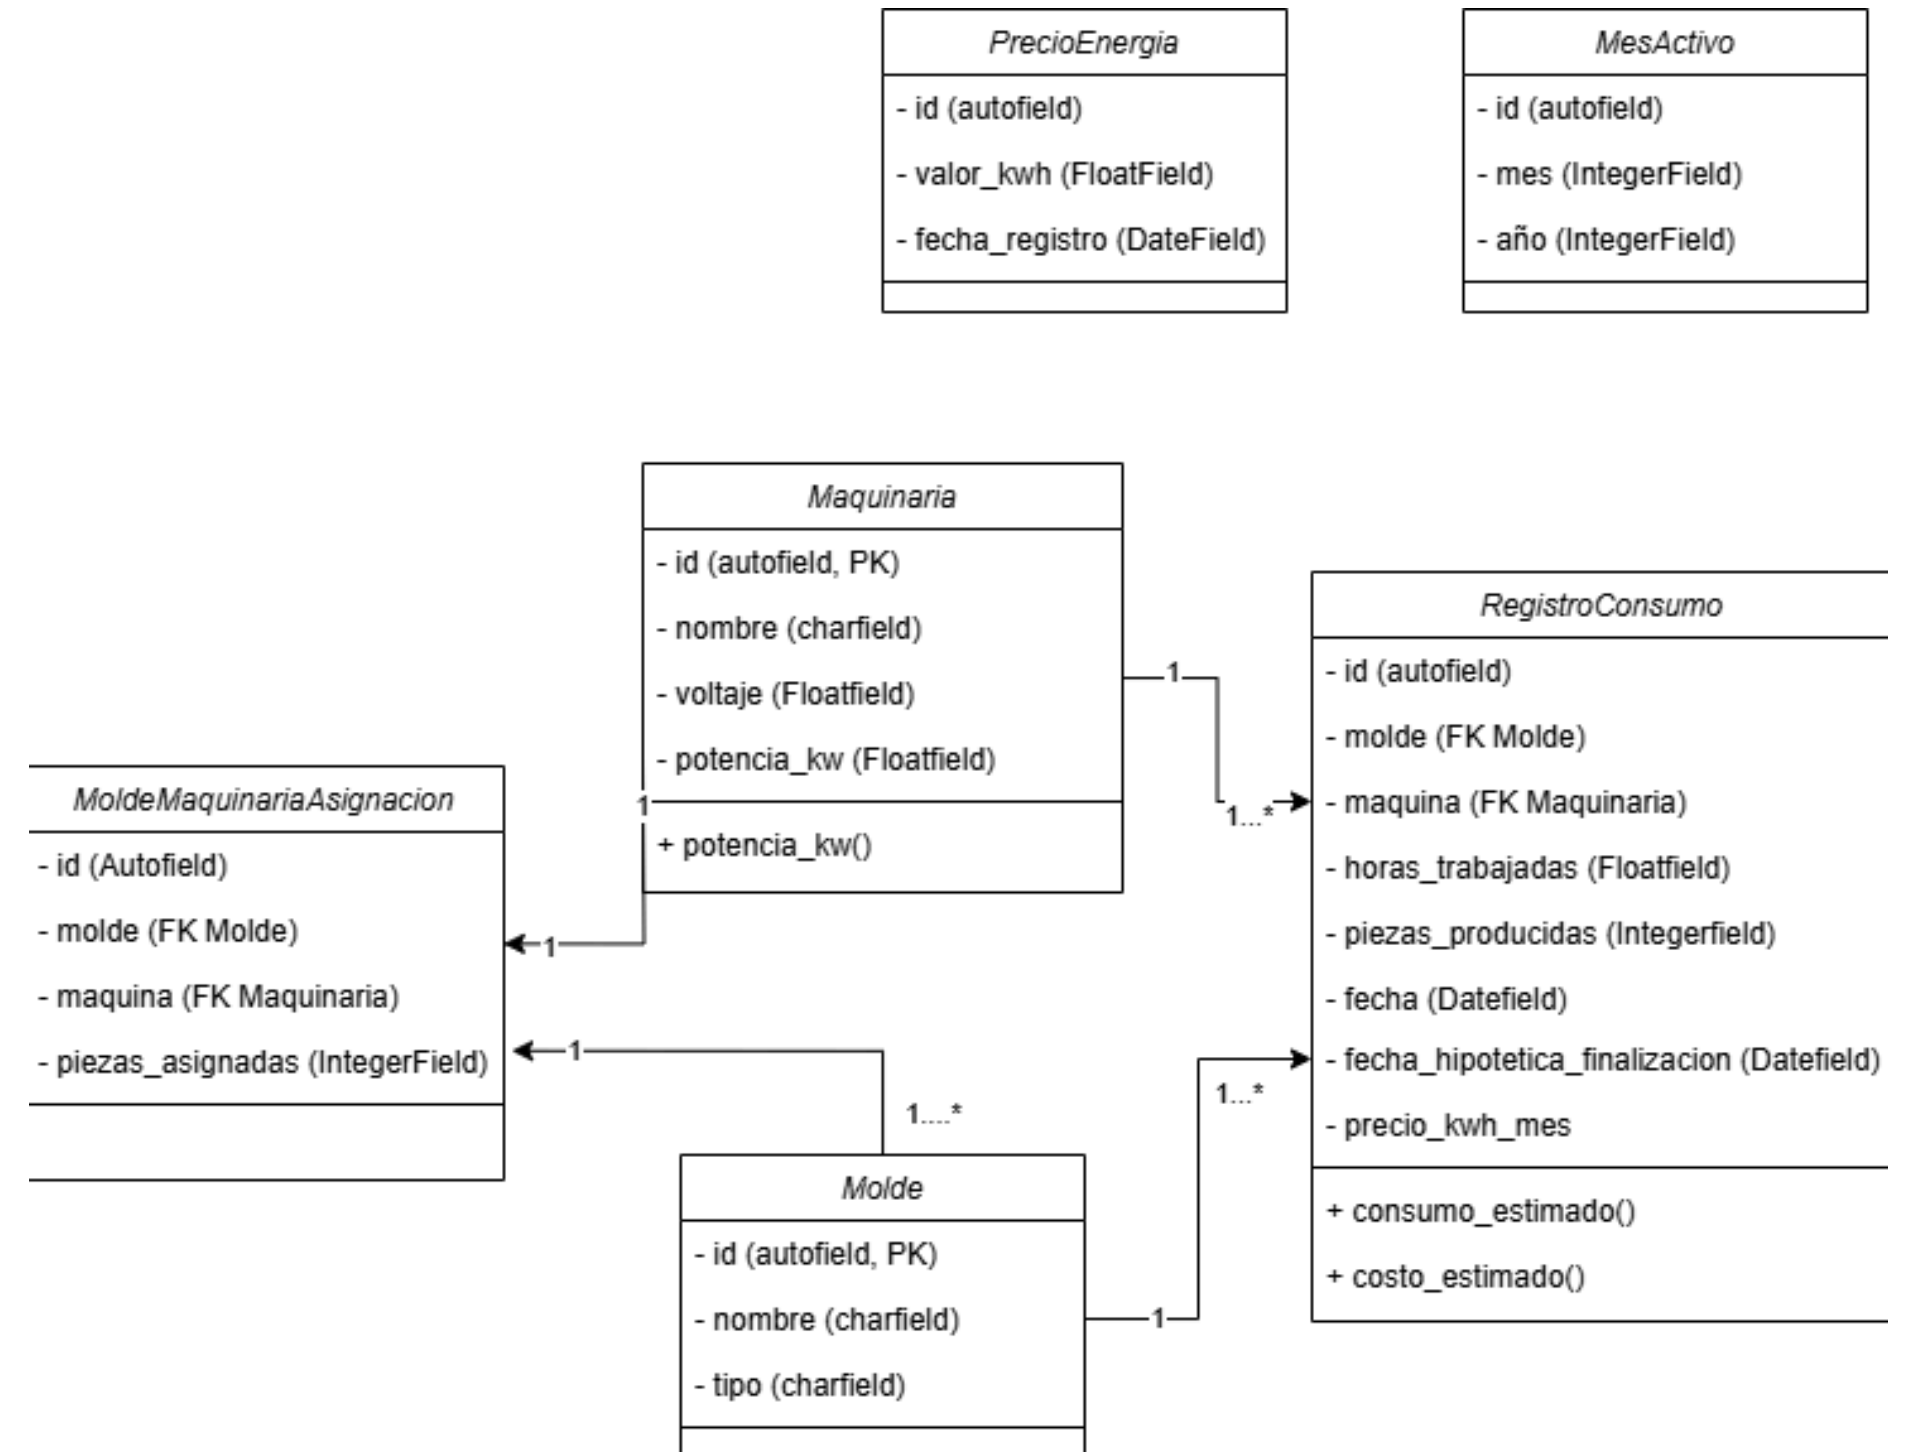 PrecioEnergia
- id (autofield)
- valor_kwh (FloatField)
- fecha_registro (DateField)
MesActivo
- id (autofield)
- mes (IntegerField)
- año (IntegerField)
Maquinaria
- id (autofield, PK)
- nombre (charfield)
- voltaje (Floatfield)
- potencia_kw (Floatfield)
+ potencia_kw()
1
1
1
1...*
RegistroConsumo
- id (autofield)
- molde (FK Molde)
- maquina (FK Maquinaria)
- horas_trabajadas (Floatfield)
- piezas_producidas (Integerfield)
- fecha (Datefield)
- fecha_hipotetica_finalizacion (Datefield)
- precio_kwh_mes
+ consumo_estimado()
+ costo_estimado()
MoldeMaquinariaAsignacion
- id (Autofield)
- molde (FK Molde)
- maquina (FK Maquinaria)
- piezas_asignadas (IntegerField)
1
1....*
1...*
1
Molde
- id (autofield, PK)
- nombre (charfield)
- tipo (charfield)